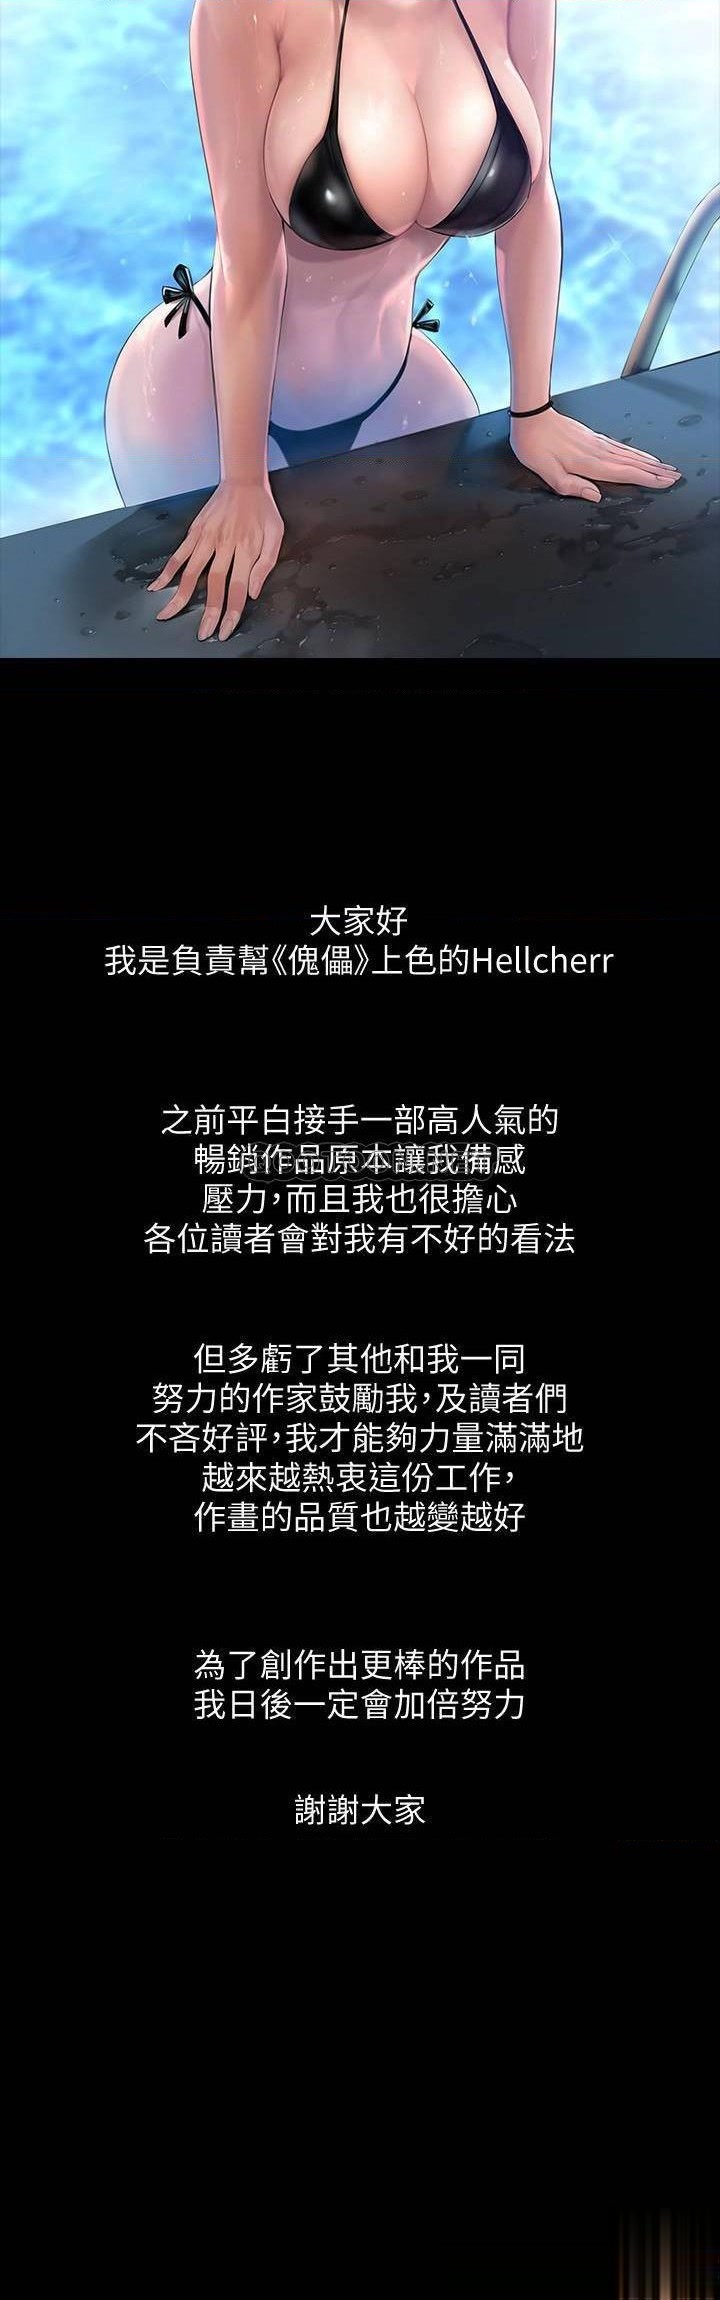 大家好
我是負責幫《傀儡》上色的Hellcherr
之前平白接手一部高人氣的
暢銷作品原本讓我備感
壓力,而且我也很擔心
各位讀者會對我有不好的看法
但多虧了其他和我一同
努力的作家鼓勵我,及讀者們
不吝好評,我才能夠力量滿滿地
越來越熱衷這份工作,
作畫的品質也越變越好
為了創作出更棒的作品
我日後一定會加倍努力
謝謝大家